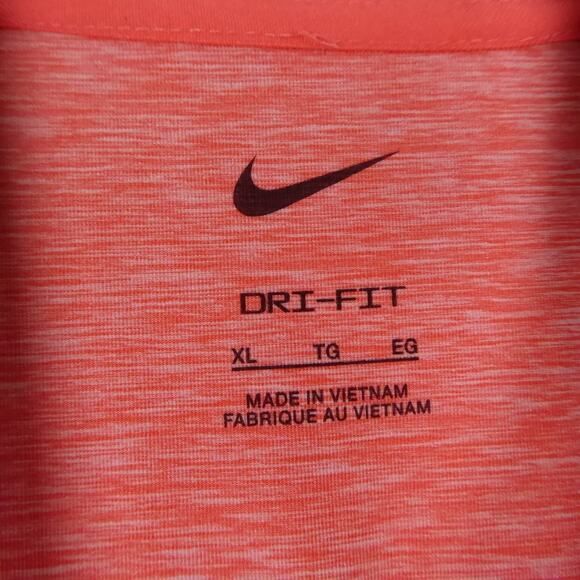 DRI-FIT
XL TG EG
MADE IN VIETNAM
FABRIQUE AU VIETNAM